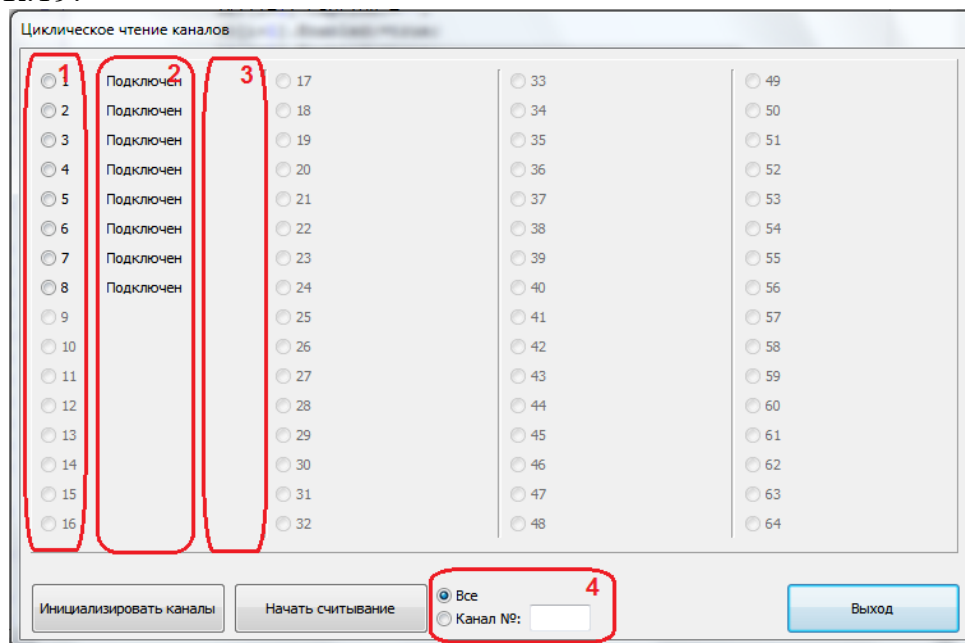 Циклическое чтение каналов
1 2 3 4
1 Подключен 17 33 49
2 Подключен 18 34 50
3 Подключен 19 35 51
4 Подключен 20 36 52
5 Подключен 21 37 53
6 Подключен 22 38 54
7 Подключен 23 39 55
8 Подключен 24 40 56
9 25 41 57
10 26 42 58
11 27 43 59
12 28 44 60
13 29 45 61
14 30 46 62
15 31 47 63
16 32 48 64
Инициализировать каналы
Начать считывание
Все
Канал №:
Выход